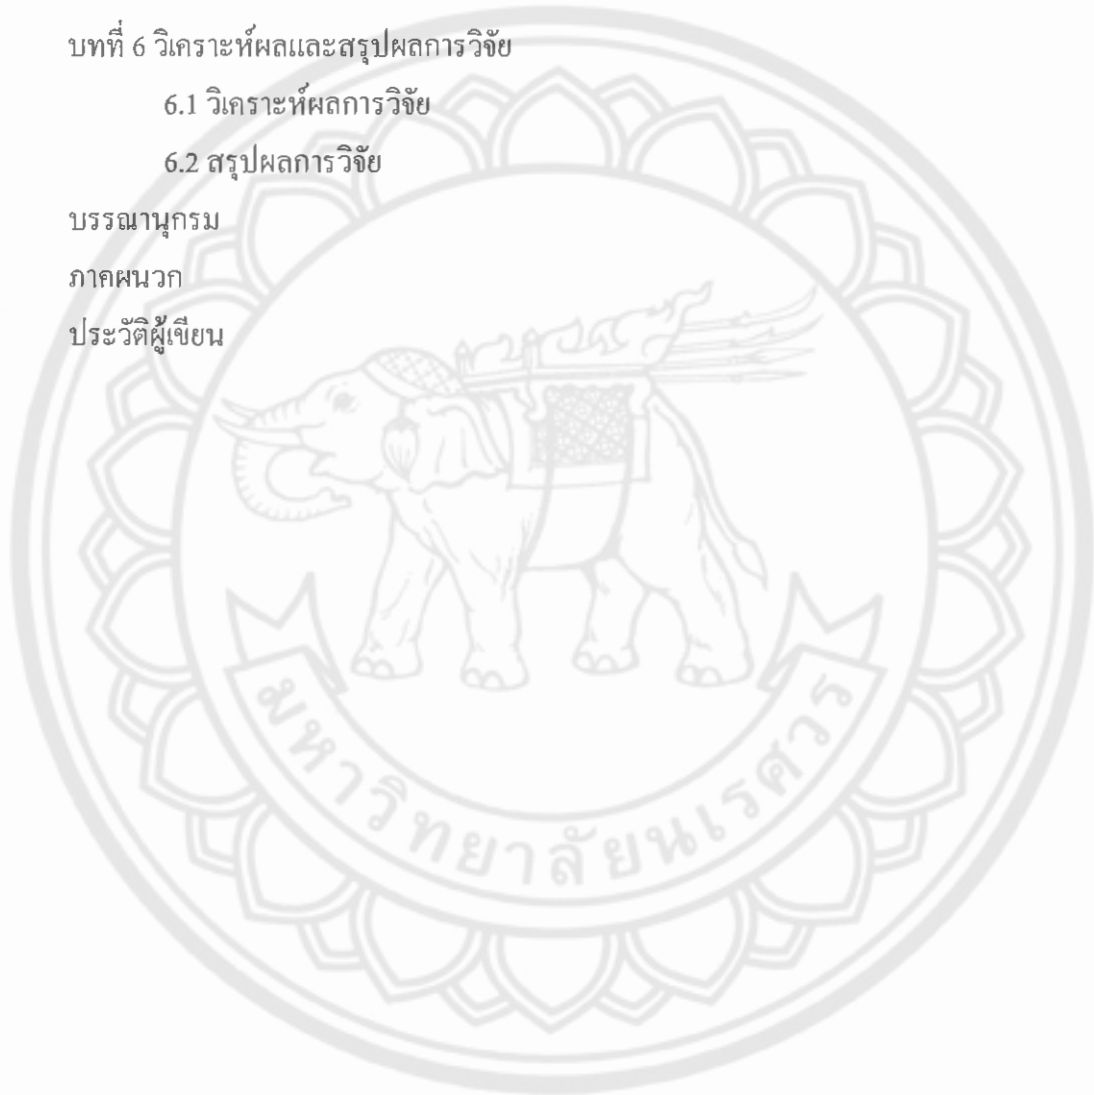 บทที่ 6 วิเคราะห์ผลและสรุปผลการวิจัย
6.1 วิเคราะห์ผลการวิจัย
6.2 สรุปผลการวิจัย
บรรณานุกรม
ภาคผนวก
ประวัติผู้เขียน
มหาวิทยาลัยนเรศวร